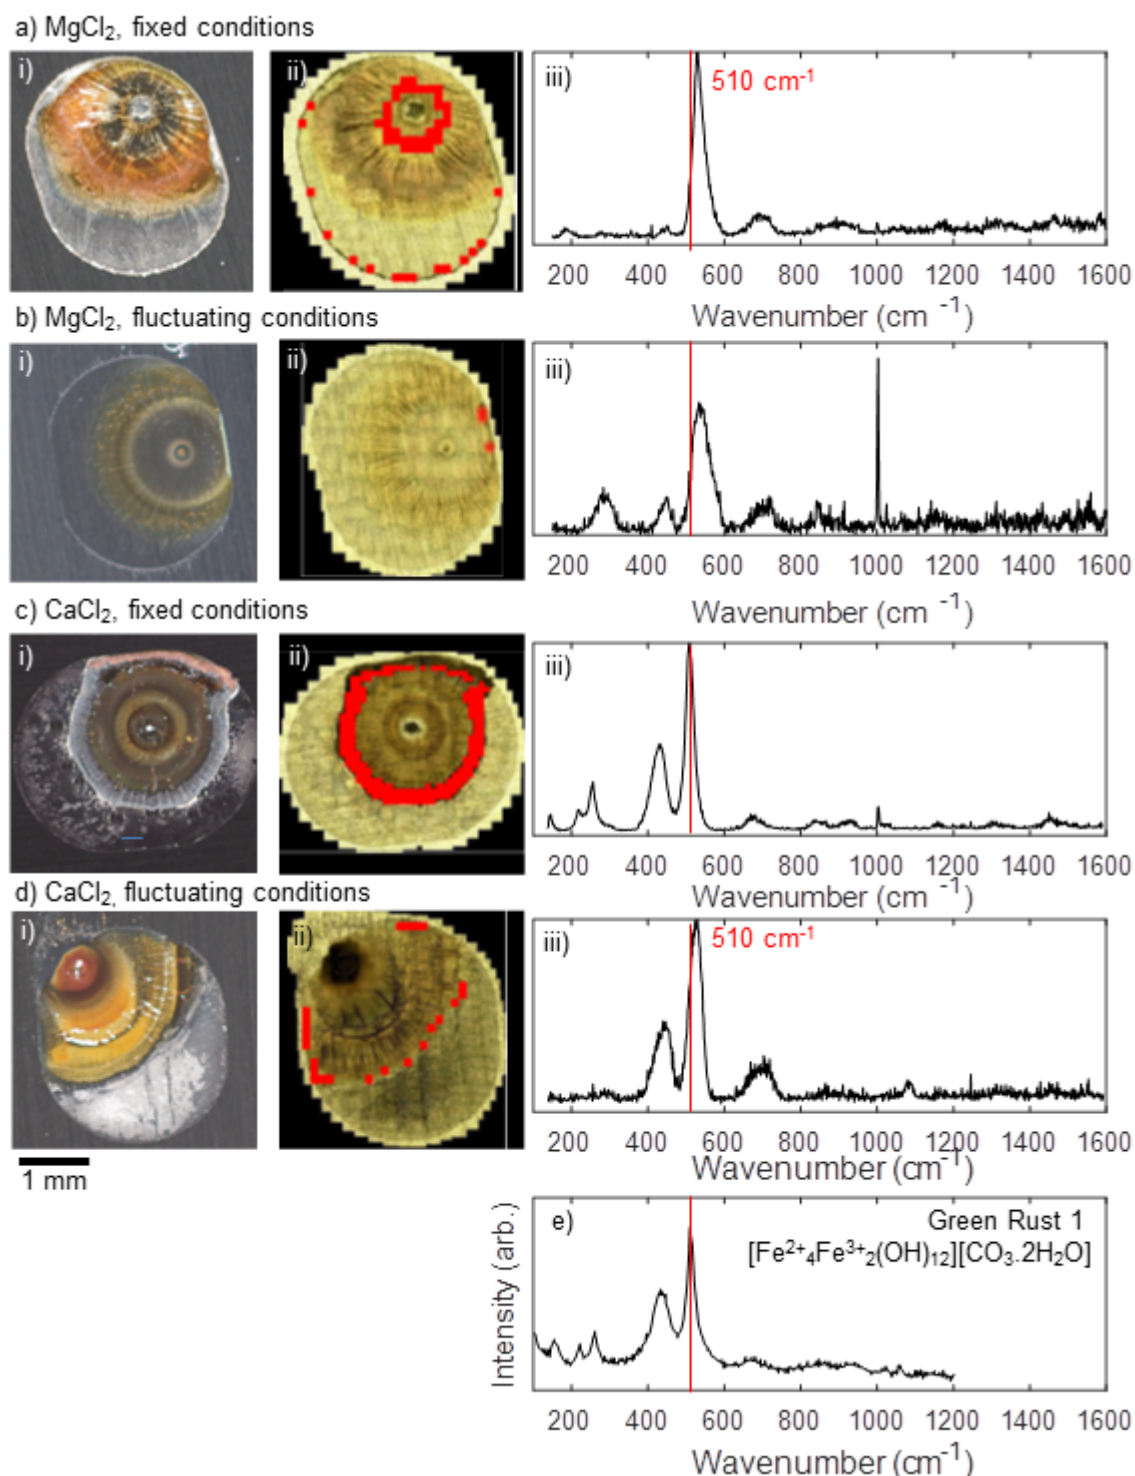 a) MgCl₂, fixed conditions
i)
ii)
iii)
510 cm⁻¹
200 400 600 800 1000 1200 1400 1600
Wavenumber (cm ⁻¹)
b) MgCl₂, fluctuating conditions
i)
ii)
iii)
200 400 600 800 1000 1200 1400 1600
Wavenumber (cm ⁻¹)
c) CaCl₂, fixed conditions
i)
ii)
iii)
200 400 600 800 1000 1200 1400 1600
Wavenumber (cm ⁻¹)
d) CaCl₂, fluctuating conditions
i)
ii)
iii)
510 cm⁻¹
200 400 600 800 1000 1200 1400 1600
Wavenumber (cm⁻¹)
1 mm
e)
Green Rust 1
[Fe²⁺₄Fe³⁺₂(OH)₁₂][CO₃.2H₂O]
Intensity (arb.)
200 400 600 800 1000 1200 1400 1600
Wavenumber (cm⁻¹)